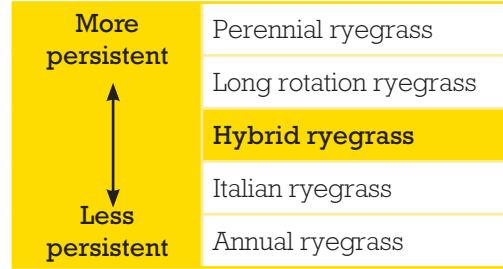 More
persistent
Less
persistent
Perennial ryegrass
Long rotation ryegrass
Hybrid ryegrass
Italian ryegrass
Annual ryegrass